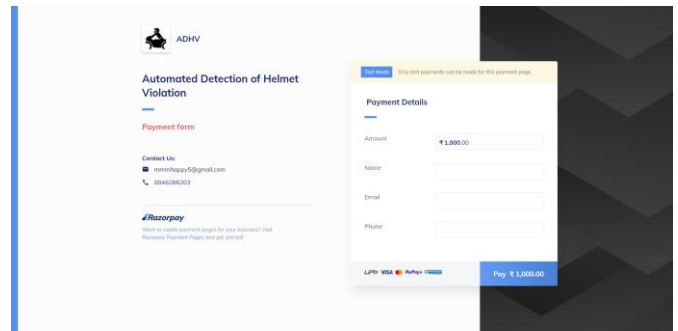 ADHV
Automated Detection of Helmet
Violation
Payment form
Contact Us:
mmmhappy5@gmail.com
8848266203
Razorpay
Want to create payment pages for your business? Visit
Razorpay Payment Pages and get started!
Test Mode Only test payments can be made for this payment page.
Payment Details
Amount
₹ 1,000.00
Name
Email
Phone
UPI VISA RuPay
Pay ₹ 1,000.00